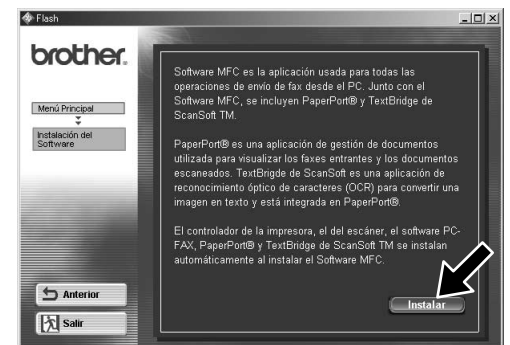 Flash
brother.
Menú Principal
Instalación del
Software
Software MFC es la aplicación usada para todas las
operaciones de envío de fax desde el PC. Junto con el
Software MFC, se incluyen PaperPort® y TextBridge de
ScanSoft TM.
PaperPort® es una aplicación de gestión de documentos
utilizada para visualizar los faxes entrantes y los documentos
escaneados. TextBrigde de ScanSoft es una aplicación de
reconocimiento óptico de caracteres (OCR) para convertir una
imagen en texto y está integrada en PaperPort®.
El controlador de la impresora, el del escáner, el software PC-
FAX, PaperPort® y TextBridge de ScanSoft TM se instalan
automáticamente al instalar el Software MFC.
Anterior
Salir
Instalar